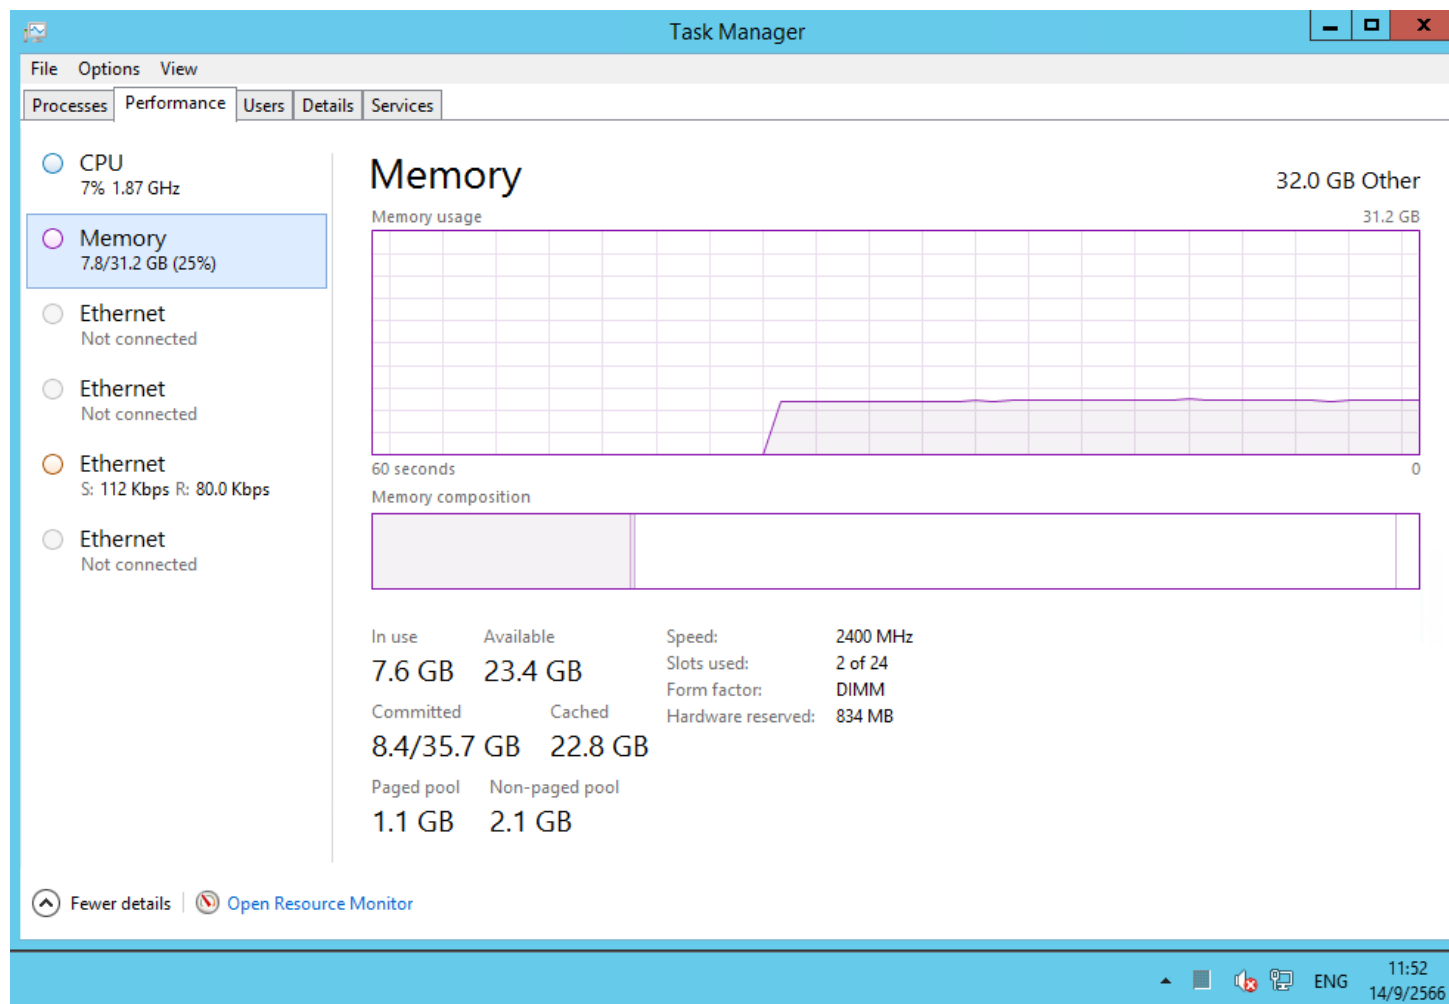 Task Manager
File Options View
Processes Performance Users Details Services
CPU
7% 1.87 GHz
Memory
7.8/31.2 GB (25%)
Ethernet
Not connected
Ethernet
Not connected
Ethernet
S: 112 Kbps R: 80.0 Kbps
Ethernet
Not connected
Memory
32.0 GB Other
Memory usage
31.2 GB
60 seconds
0
Memory composition
In use Available
7.6 GB 23.4 GB
Committed Cached
8.4/35.7 GB 22.8 GB
Paged pool Non-paged pool
1.1 GB 2.1 GB
Speed: 2400 MHz
Slots used: 2 of 24
Form factor: DIMM
Hardware reserved: 834 MB
Fewer details Open Resource Monitor
ENG
11:52
14/9/2566